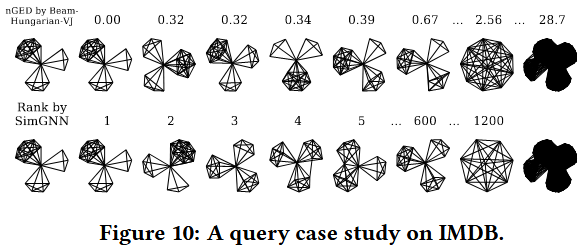 nGED by Beam-
Hungarian-VJ 0.00 0.32 0.32 0.34 0.39 0.67 ... 2.56 ... 28.7
Rank by
SimGNN 1 2 3 4 5 ... 600 ... 1200
Figure 10: A query case study on IMDB.